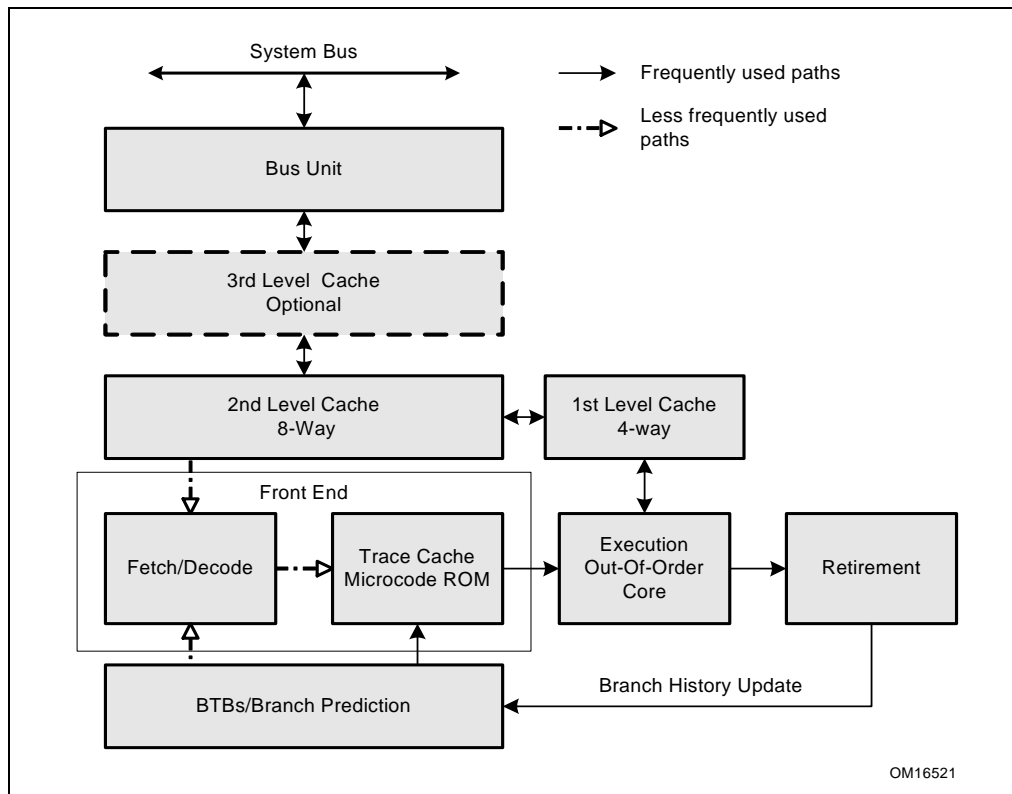 System Bus
Frequently used paths
Less frequently used
paths
Bus Unit
3rd Level Cache
Optional
2nd Level Cache
8-Way
1st Level Cache
4-way
Front End
Fetch/Decode
Trace Cache
Microcode ROM
Execution
Out-Of-Order
Core
Retirement
BTBs/Branch Prediction
Branch History Update
OM16521